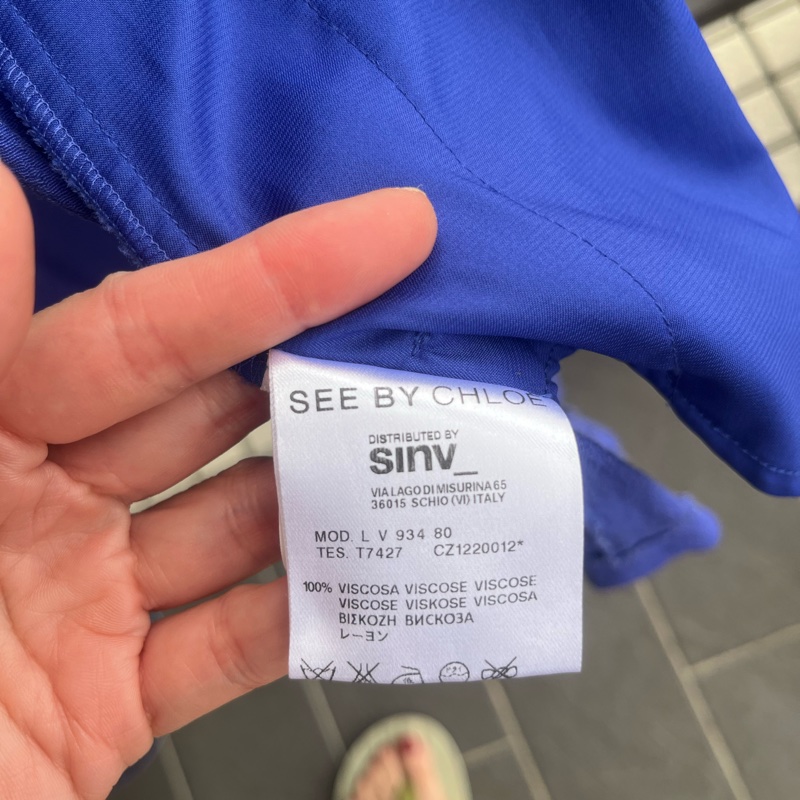 SEE BY CHLOE
DISTRIBUTED BY
sinv_
VIA LAGO DI MISURINA 65
36015 SCHIO (VI) ITALY
MOD. L V 934 80
TES. T7427 CZ1220012*
100% VISCOSA VISCOSE VISCOSE
VISCOSE VISKOSE VISCOSA
ΒΙΣΚΟΖΗ ВИСКОЗА
レーヨン